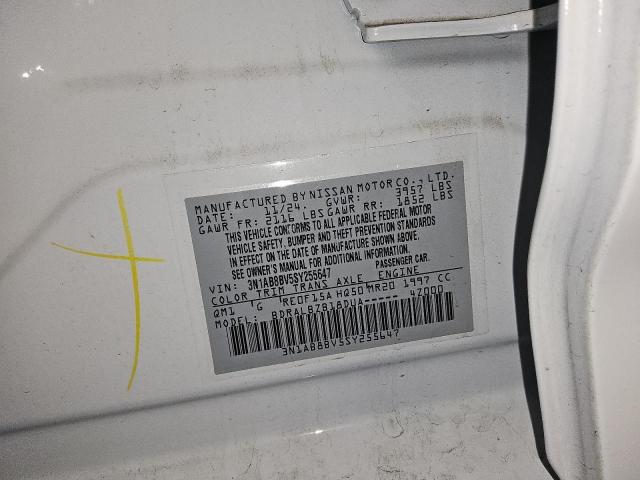 MANUFACTURED BY NISSAN MOTOR CO., LTD.
DATE: 11/24. GVWR: 3957 LBS
GAWR FR: 2116 LBS GAWR RR: 1852 LBS
THIS VEHICLE CONFORMS TO ALL APPLICABLE FEDERAL MOTOR
VEHICLE SAFETY, BUMPER AND THEFT PREVENTION STANDARDS
IN EFFECT ON THE DATE OF MANUFACTURE SHOWN ABOVE.
SEE OWNER'S MANUAL FOR ADDITIONAL INFORMATION.
VIN: 3N1AB8BV5SY255647 PASSENGER CAR.
COLOR TRIM TRANS AXLE ENGINE
QM1 G RE0F15A HQ50 MR20 1997 CC
MODEL: BDRALBZB18DUA----- 4Z000
3N1AB8BV5SY255647